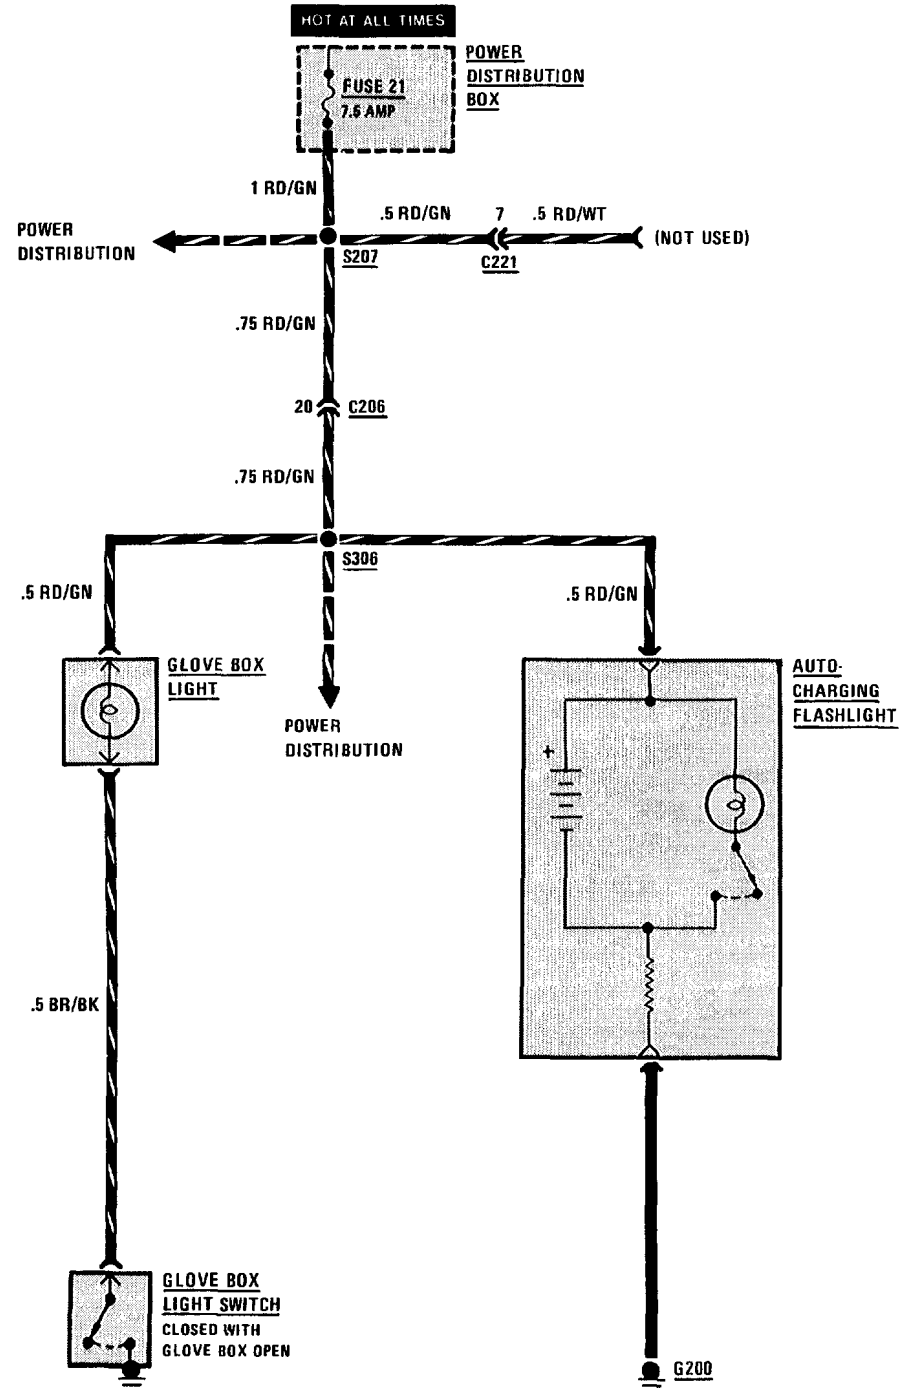 HOT AT ALL TIMES
POWER
DISTRIBUTION
BOX
FUSE 21
7.5 AMP
1 RD/GN
.5 RD/GN
7
.5 RD/WT
POWER
DISTRIBUTION
(NOT USED)
S207
C221
.75 RD/GN
20
C206
.75 RD/GN
S306
.5 RD/GN
.5 RD/GN
GLOVE BOX
LIGHT
AUTO-
CHARGING
FLASHLIGHT
POWER
DISTRIBUTION
+
.5 BR/BK
GLOVE BOX
LIGHT SWITCH
CLOSED WITH
GLOVE BOX OPEN
G200